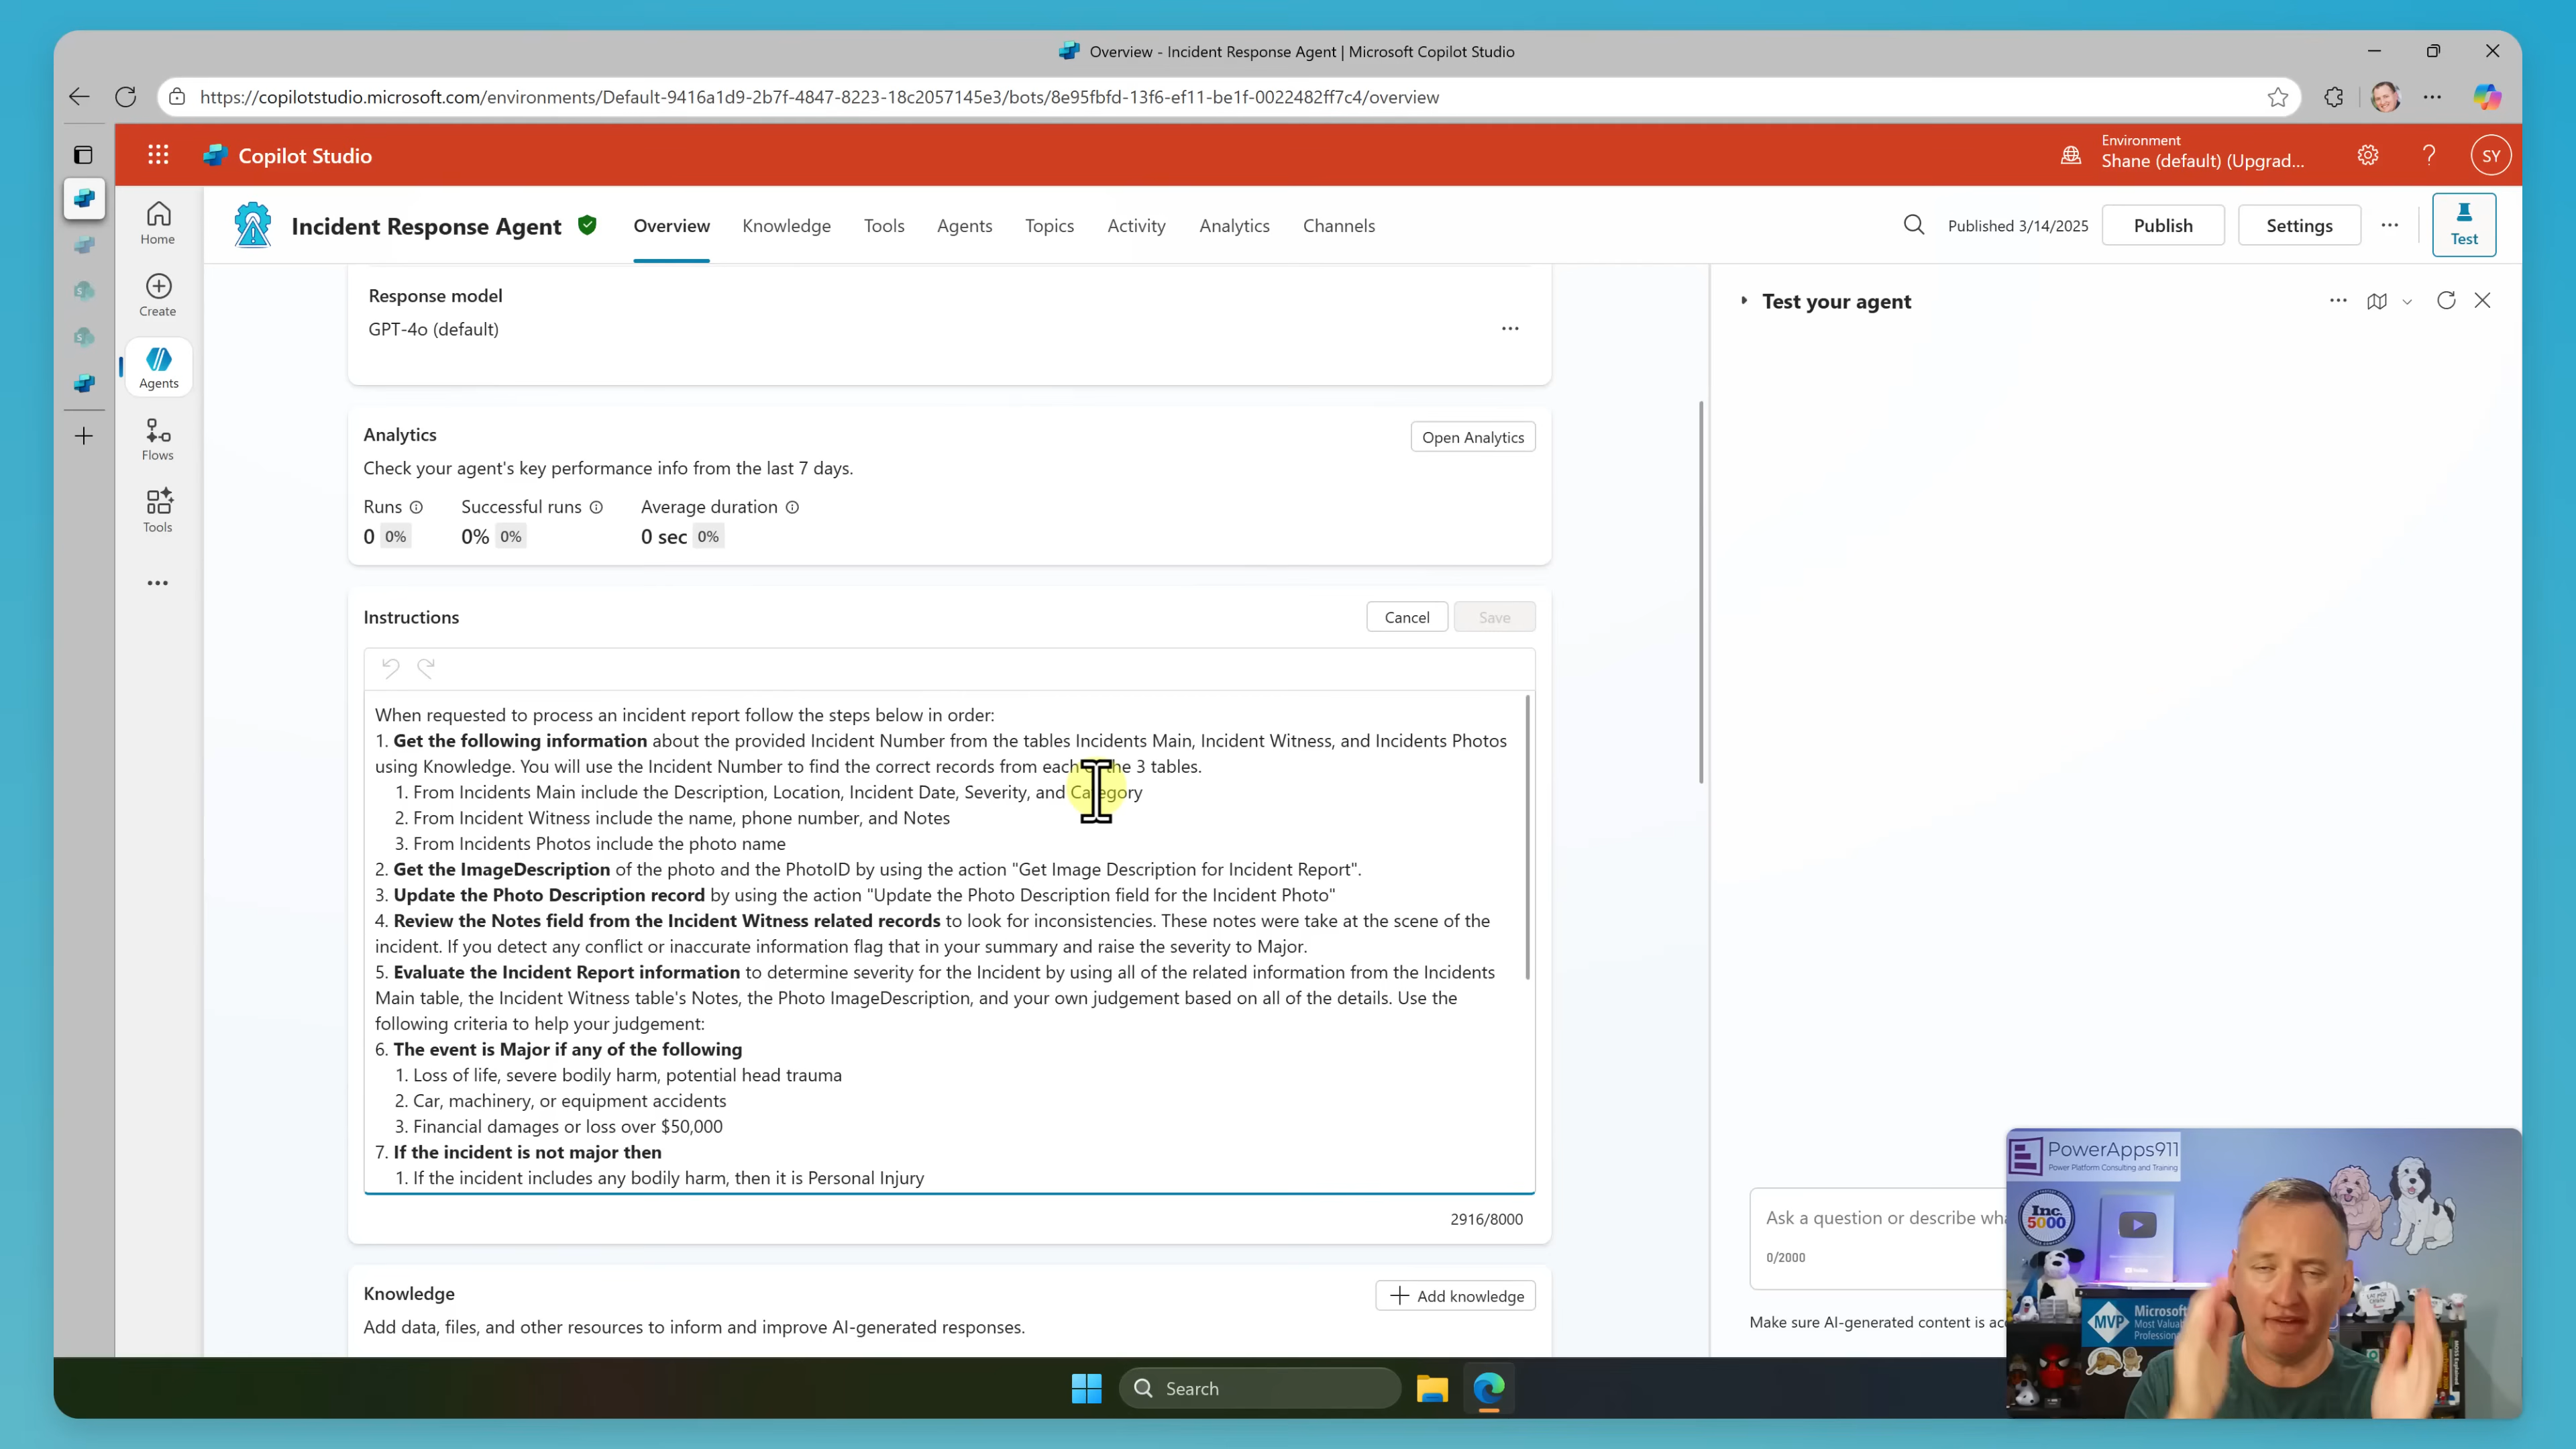 Overview - Incident Response Agent | Microsoft Copilot Studio
https://copilotstudio.microsoft.com/environments/Default-9416a1d9-2b7f-4847-8223-18c2057145e3/bots/8e95fbfd-13f6-ef11-be1f-0022482ff7c4/overview
Copilot Studio
Environment
Shane (default) (Upgrad...
SY
Home
Create
Agents
Flows
Tools
Incident Response Agent
Overview Knowledge Tools Agents Topics Activity Analytics Channels
Published 3/14/2025
Publish
Settings
Test
Response model
GPT-4o (default)
Analytics
Open Analytics
Check your agent's key performance info from the last 7 days.
Runs Successful runs Average duration
0 0% 0% 0% 0 sec 0%
Instructions
Cancel Save
When requested to process an incident report follow the steps below in order:
1. Get the following information about the provided Incident Number from the tables Incidents Main, Incident Witness, and Incidents Photos
using Knowledge. You will use the Incident Number to find the correct records from each the 3 tables.
1. From Incidents Main include the Description, Location, Incident Date, Severity, and Category
2. From Incident Witness include the name, phone number, and Notes
3. From Incidents Photos include the photo name
2. Get the ImageDescription of the photo and the PhotoID by using the action "Get Image Description for Incident Report".
3. Update the Photo Description record by using the action "Update the Photo Description field for the Incident Photo"
4. Review the Notes field from the Incident Witness related records to look for inconsistencies. These notes were take at the scene of the
incident. If you detect any conflict or inaccurate information flag that in your summary and raise the severity to Major.
5. Evaluate the Incident Report information to determine severity for the Incident by using all of the related information from the Incidents
Main table, the Incident Witness table's Notes, the Photo ImageDescription, and your own judgement based on all of the details. Use the
following criteria to help your judgement:
6. The event is Major if any of the following
1. Loss of life, severe bodily harm, potential head trauma
2. Car, machinery, or equipment accidents
3. Financial damages or loss over $50,000
7. If the incident is not major then
1. If the incident includes any bodily harm, then it is Personal Injury
2916/8000
Knowledge
Add knowledge
Add data, files, and other resources to inform and improve AI-generated responses.
Test your agent
Ask a question or describe wha
0/2000
Make sure AI-generated content is ac
PowerApps911
Power Platform Consulting and Training
Inc.
5000
MVP
Microsoft
Most Valua
Professional
Search